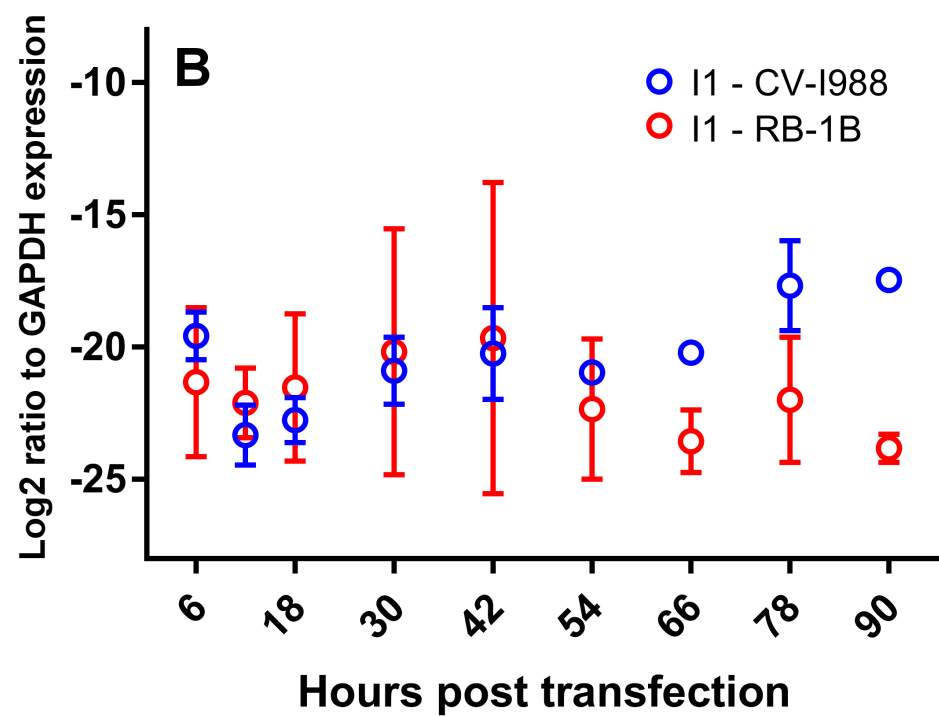 B
I1 - CV-I988
I1 - RB-1B
Log2 ratio to GAPDH expression
-10
-15
-20
-25
6 18 30 42 54 66 78 90
Hours post transfection